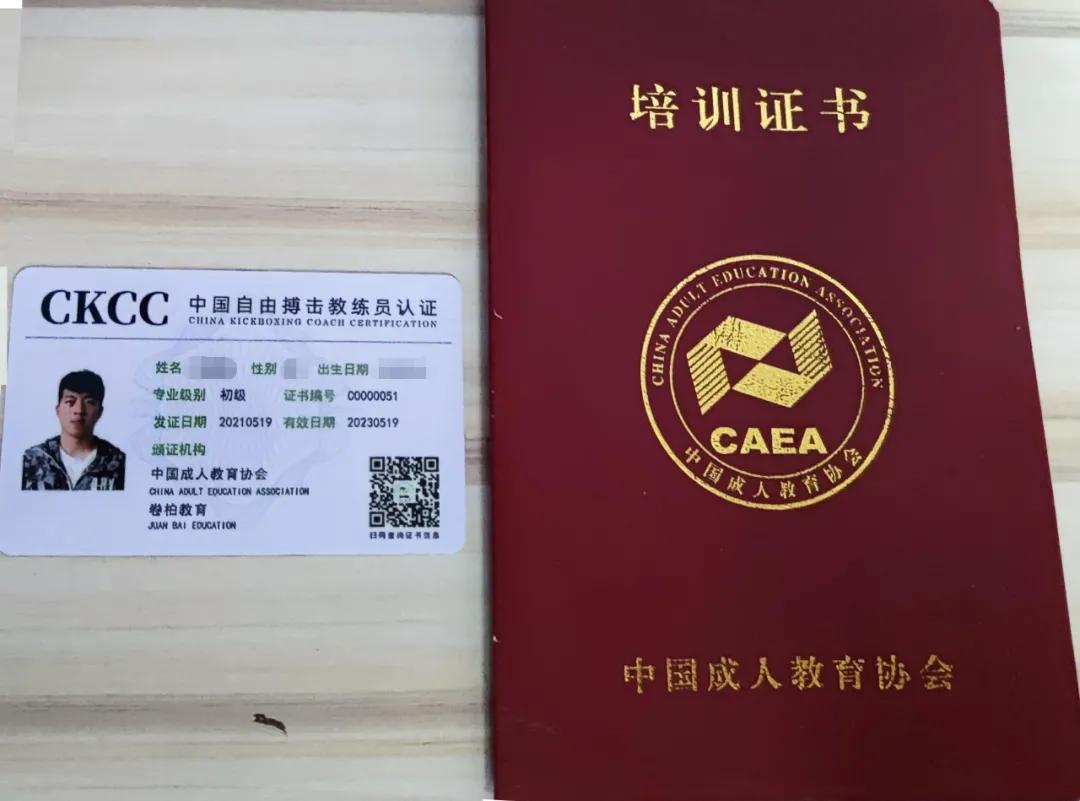 CKCC 中国自由搏击教练员认证
CHINA KICKBOXING COACH CERTIFICATION
姓名 性别 出生日期
专业级别 初级 证书编号 C0000051
发证日期 20210519 有效日期 20230519
颁证机构
中国成人教育协会
CHINA ADULT EDUCATION ASSOCIATION
卷柏教育
JUAN BAI EDUCATION
扫码查询证书信息
培训证书
CHINA ADULT EDUCATION ASSOCIATION
CAEA
中国成人教育协会
中国成人教育协会